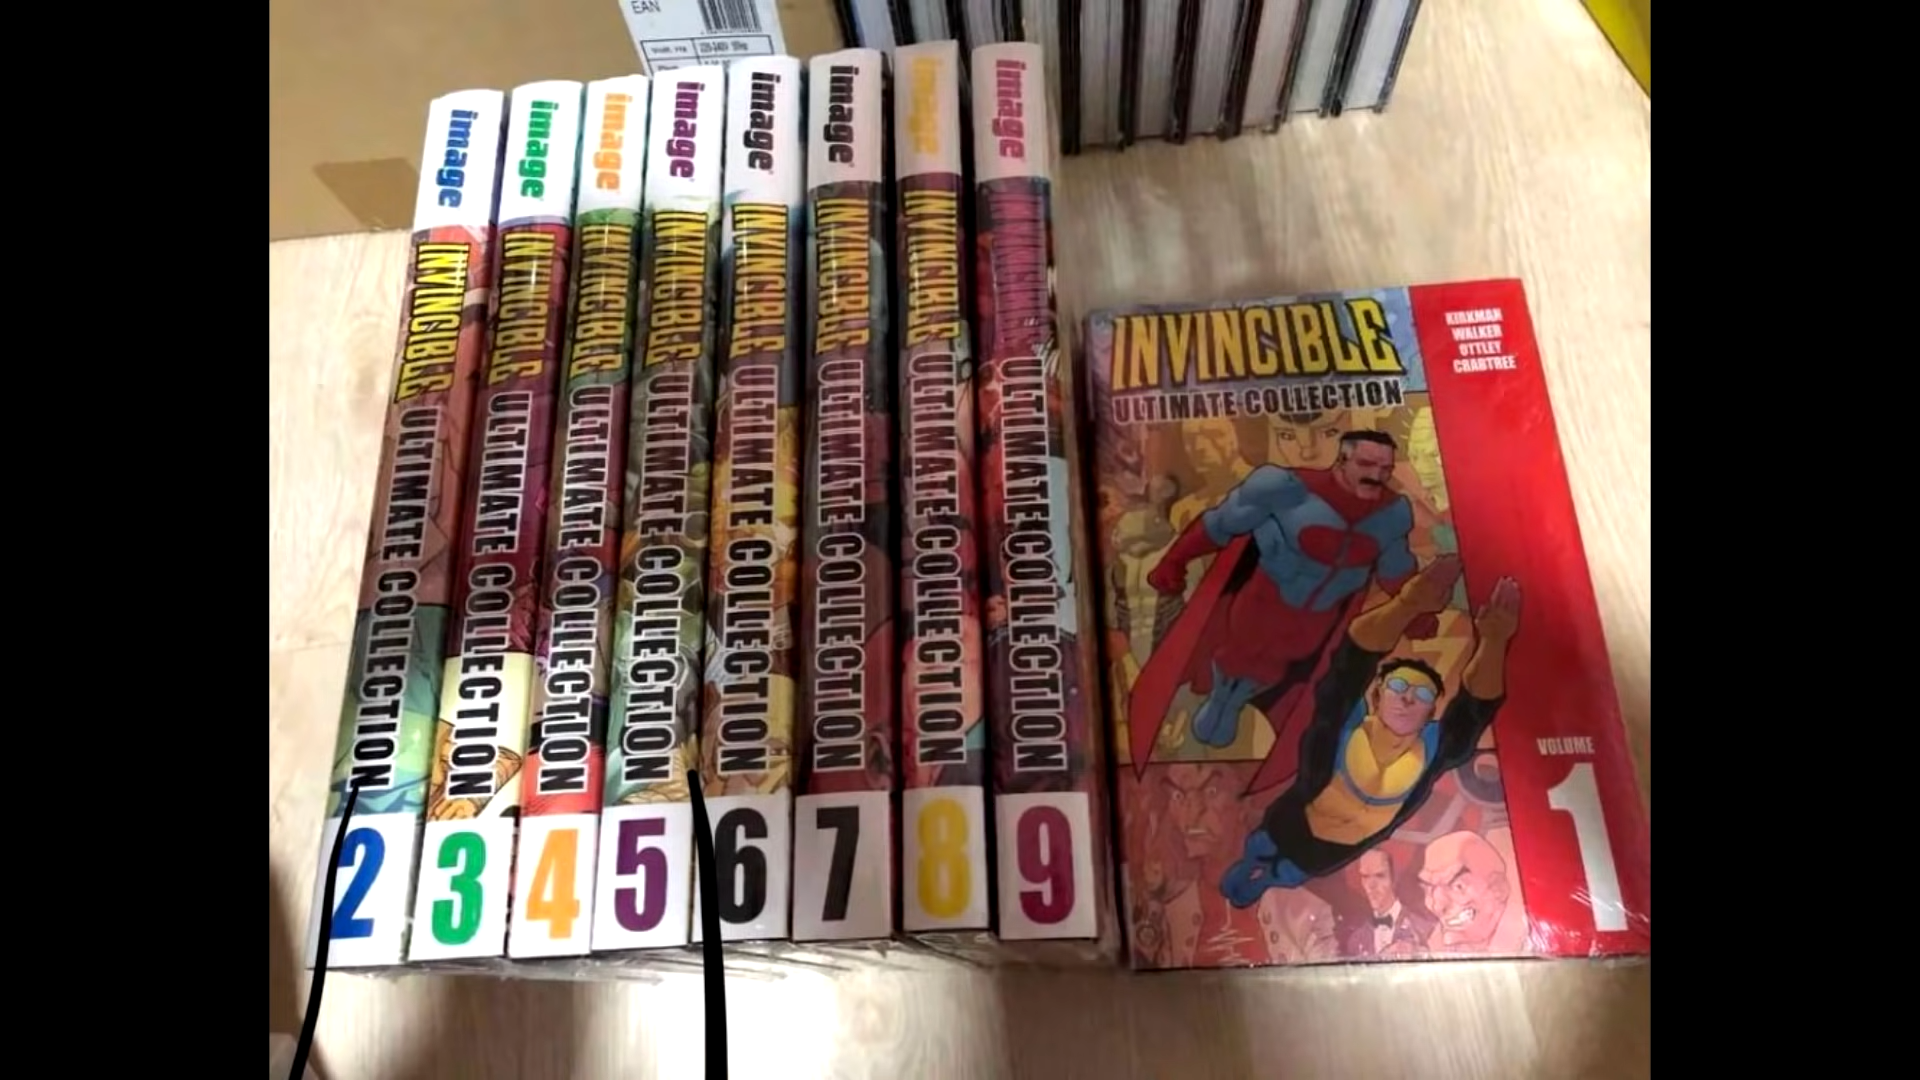 EAN
image
INVINCIBLE
ULTIMATE COLLECTION
2
image
INVINCIBLE
ULTIMATE COLLECTION
3
image
INVINCIBLE
ULTIMATE COLLECTION
4
image
INVINCIBLE
ULTIMATE COLLECTION
5
image
INVINCIBLE
ULTIMATE COLLECTION
6
image
INVINCIBLE
ULTIMATE COLLECTION
7
image
INVINCIBLE
ULTIMATE COLLECTION
8
image
INVINCIBLE
ULTIMATE COLLECTION
9
INVINCIBLE
ULTIMATE COLLECTION
KIRKMAN
WALKER
OTTLEY
CRABTREE
VOLUME
1